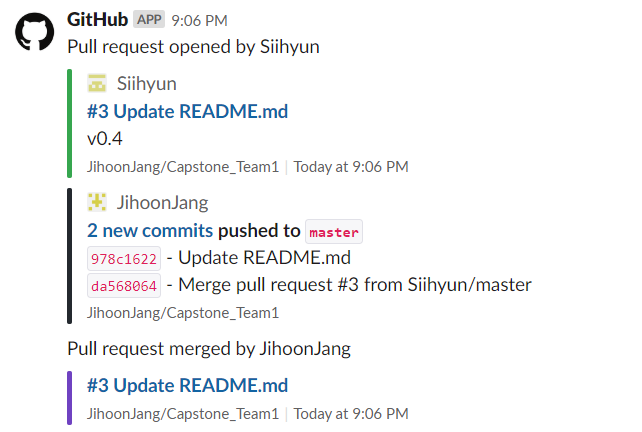 GitHub APP 9:06 PM
Pull request opened by Siihyun
Siihyun
#3 Update README.md
v0.4
JihoonJang/Capstone_Team1 | Today at 9:06 PM
JihoonJang
2 new commits pushed to master
978c1622 - Update README.md
da568064 - Merge pull request #3 from Siihyun/master
JihoonJang/Capstone_Team1
Pull request merged by JihoonJang
#3 Update README.md
JihoonJang/Capstone_Team1 | Today at 9:06 PM